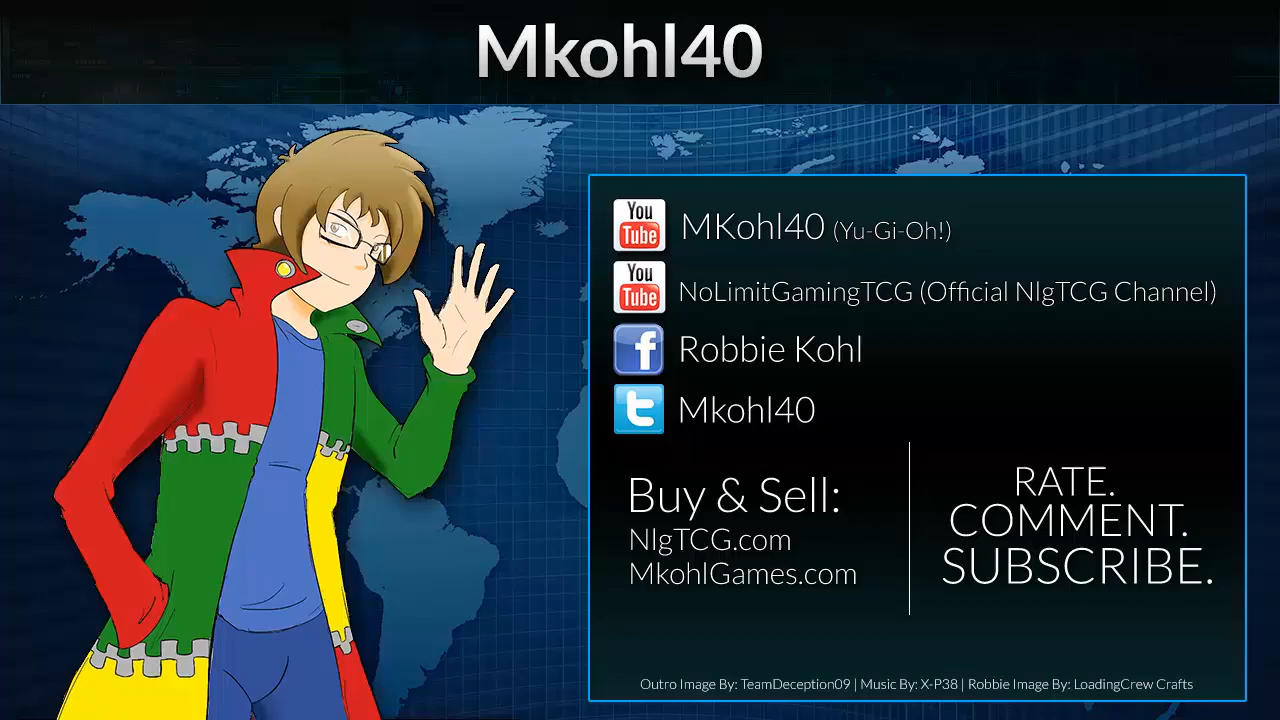 Mkohl40
You
Tube
MKohl40 (Yu-Gi-Oh!)
You
Tube
NoLimitGamingTCG (Official NlgTCG Channel)
f
Robbie Kohl
t
Mkohl40
Buy & Sell:
NlgTCG.com
MkohlGames.com
RATE.
COMMENT.
SUBSCRIBE.
Outro Image By: TeamDeception09 | Music By: X-P38 | Robbie Image By: LoadingCrew Crafts